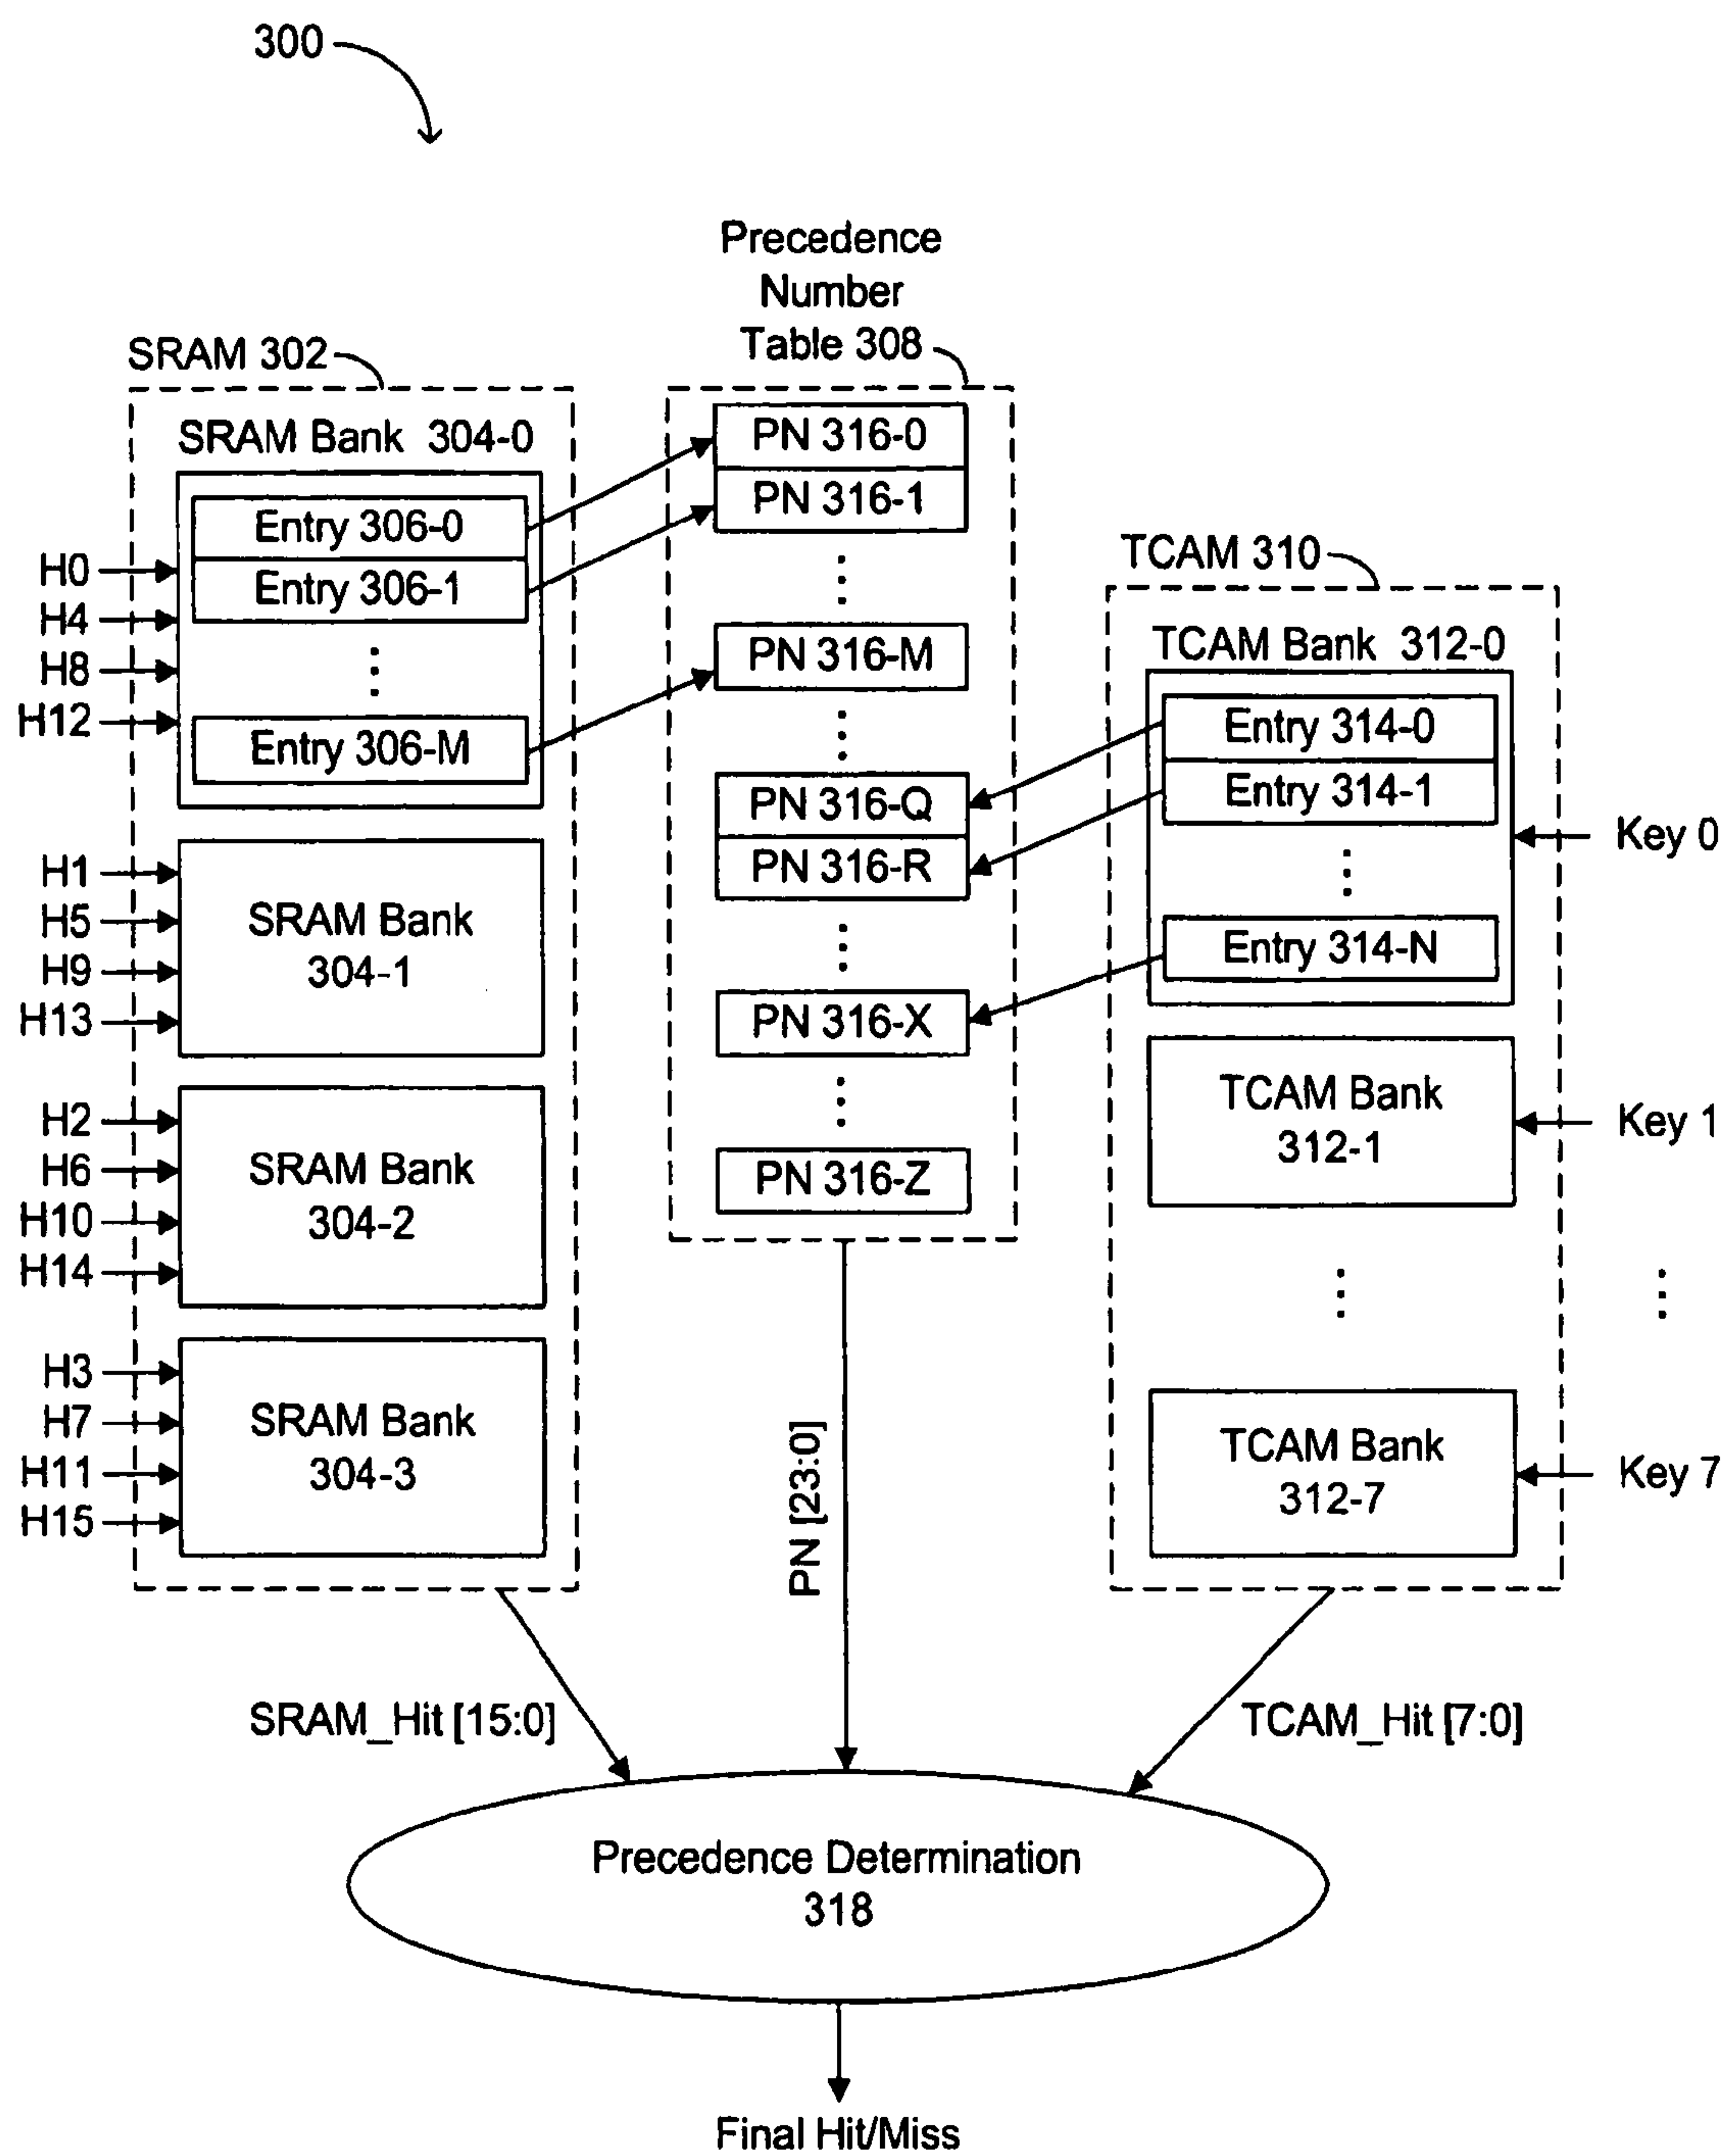 300
Precedence
Number
Table 308
SRAM 302
SRAM Bank 304-0
Entry 306-0
Entry 306-1
Entry 306-M
H0
H4
H8
H12
SRAM Bank
304-1
H1
H5
H9
H13
SRAM Bank
304-2
H2
H6
H10
H14
SRAM Bank
304-3
H3
H7
H11
H15
PN 316-0
PN 316-1
PN 316-M
PN 316-Q
PN 316-R
PN 316-X
PN 316-Z
TCAM 310
TCAM Bank 312-0
Entry 314-0
Entry 314-1
Entry 314-N
Key 0
TCAM Bank
312-1
Key 1
TCAM Bank
312-7
Key 7
SRAM_Hit [15:0]
PN [23:0]
TCAM_Hit [7:0]
Precedence Determination
318
Final Hit/Miss